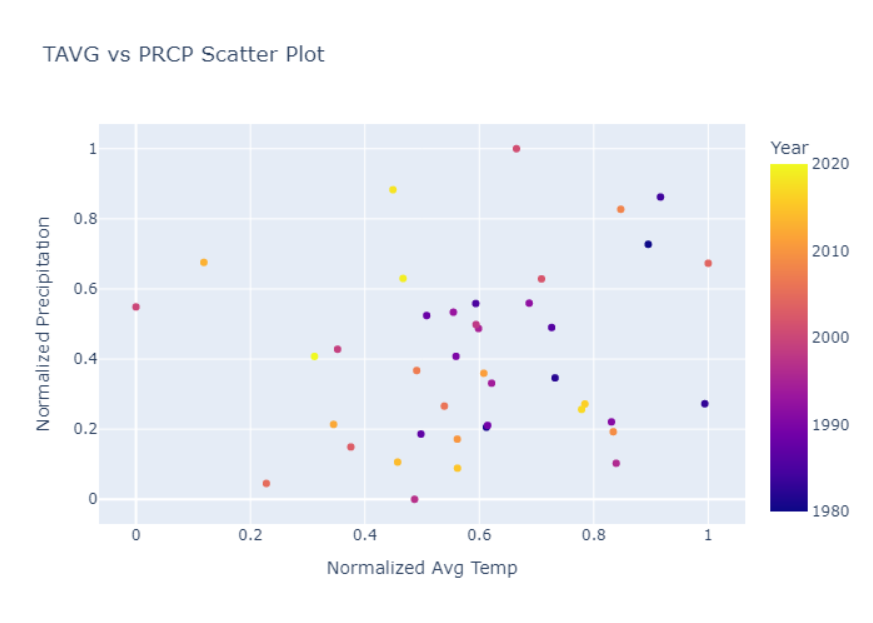 TAVG vs PRCP Scatter Plot
Year
2020
2010
2000
1990
1980
1
0.8
0.6
0.4
0.2
0
Normalized Precipitation
0 0.2 0.4 0.6 0.8 1
Normalized Avg Temp